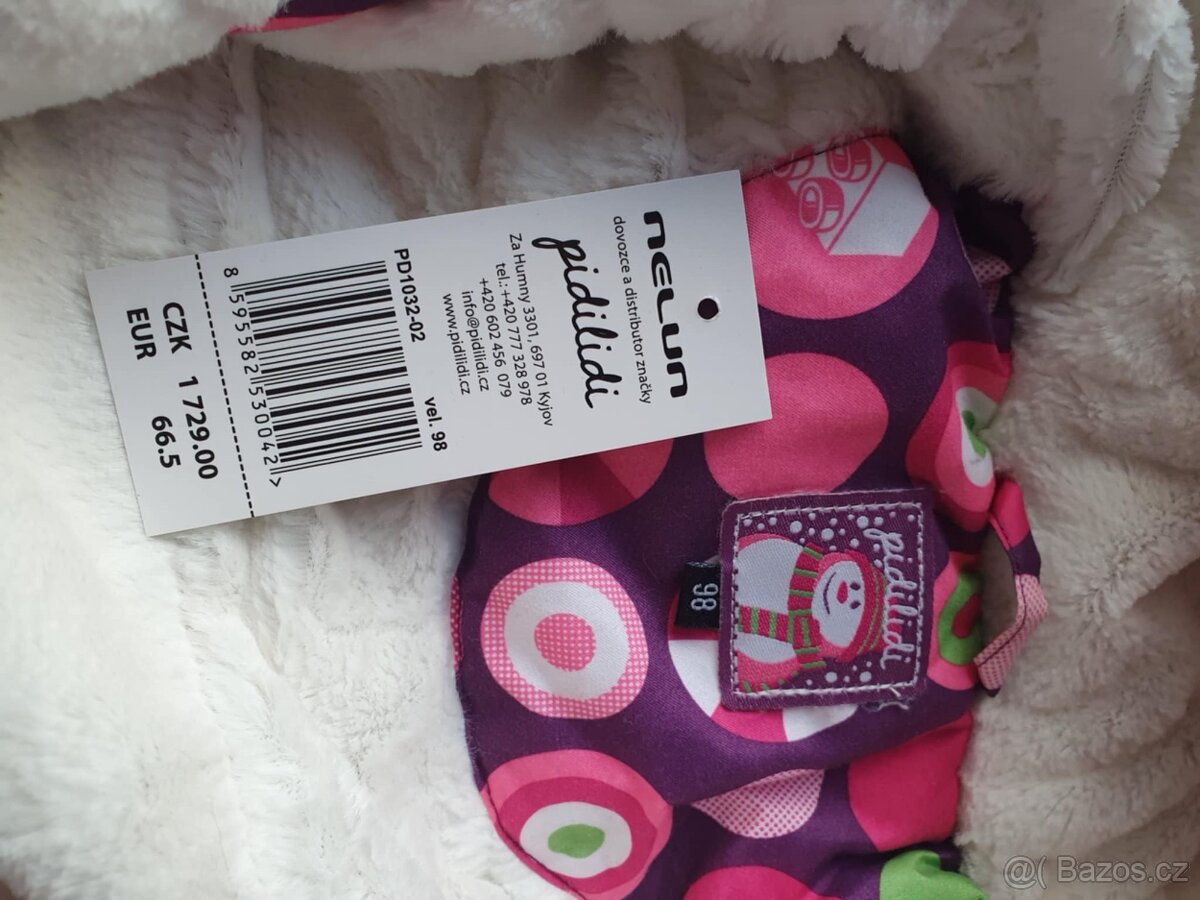 nelun
dovozce a distributor značky
pidilidi
Za Humny 3301, 697 01 Kyjov
tel.: +420 777 328 978
+420 602 456 079
info@pidilidi.cz
www.pidilidi.cz
PD1032-02 vel. 98
8 595582 530042 >
CZK 1 729.00
EUR 66.5
pidilidi
98
@( Bazos.cz